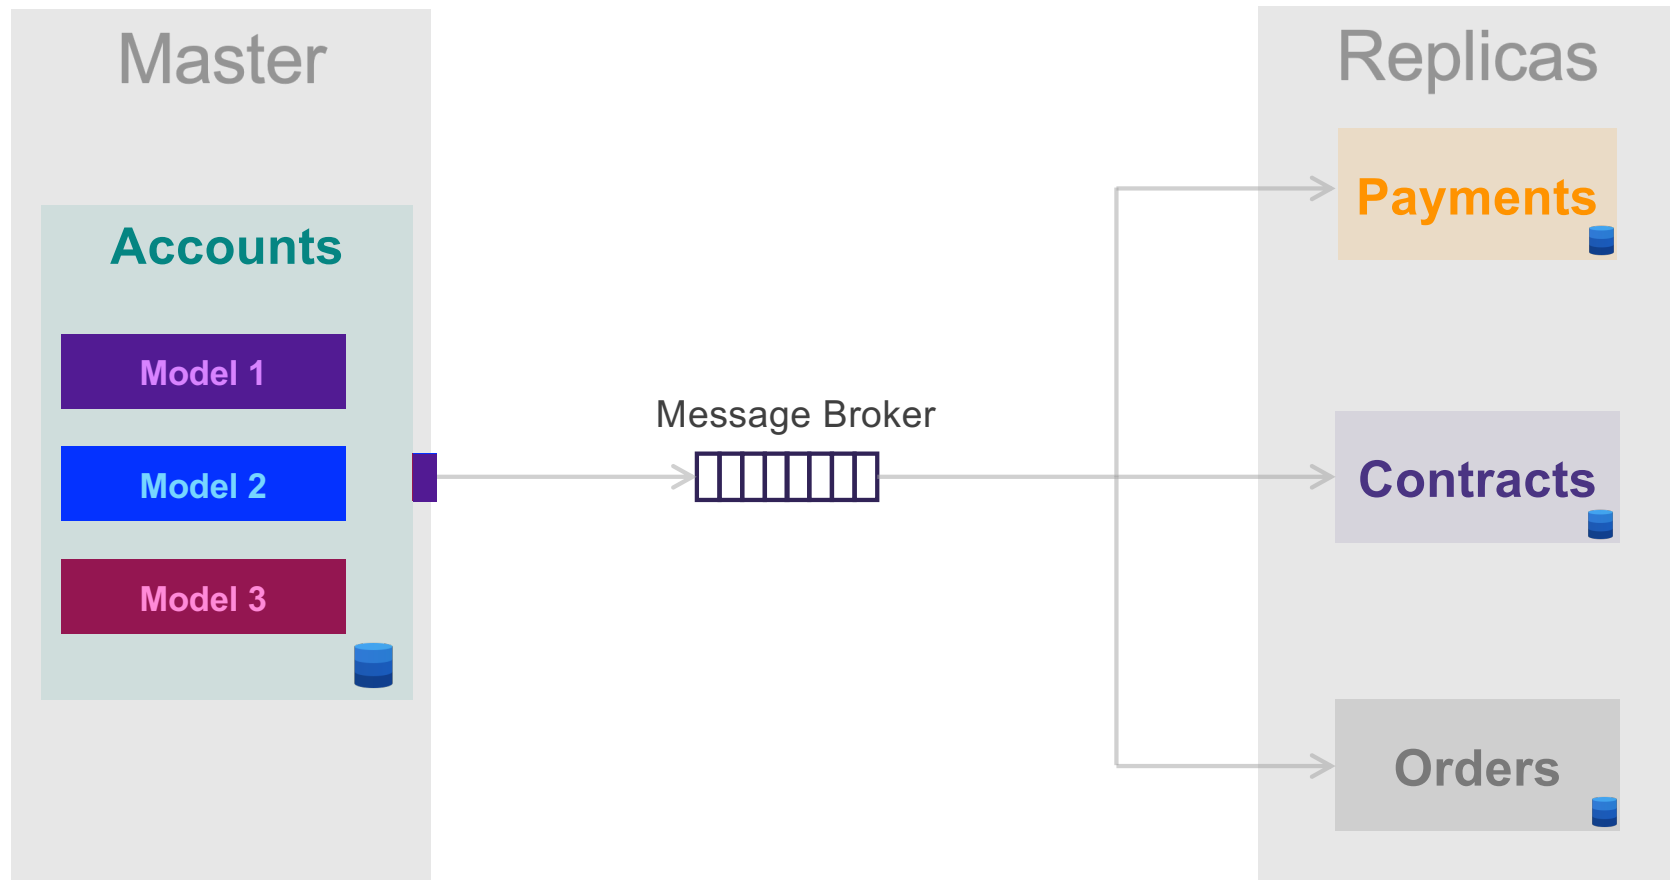 Master
Accounts
Model 1
Model 2
Model 3
Message Broker
Replicas
Payments
Contracts
Orders